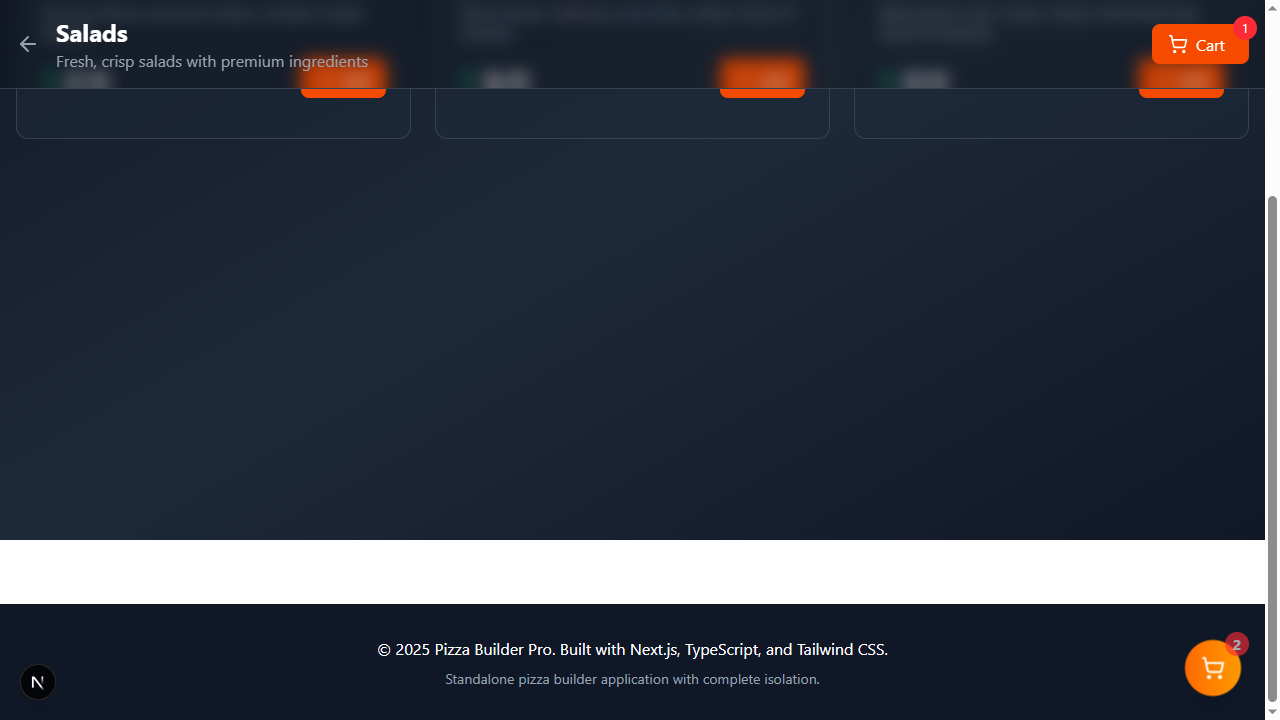 Salads
Fresh, crisp salads with premium ingredients
Cart
1
© 2025 Pizza Builder Pro. Built with Next.js, TypeScript, and Tailwind CSS.
Standalone pizza builder application with complete isolation.
N
2